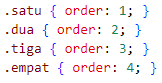 .satu { order: 1; }
.dua { order: 2; }
.tiga { order: 3; }
.empat { order: 4; }